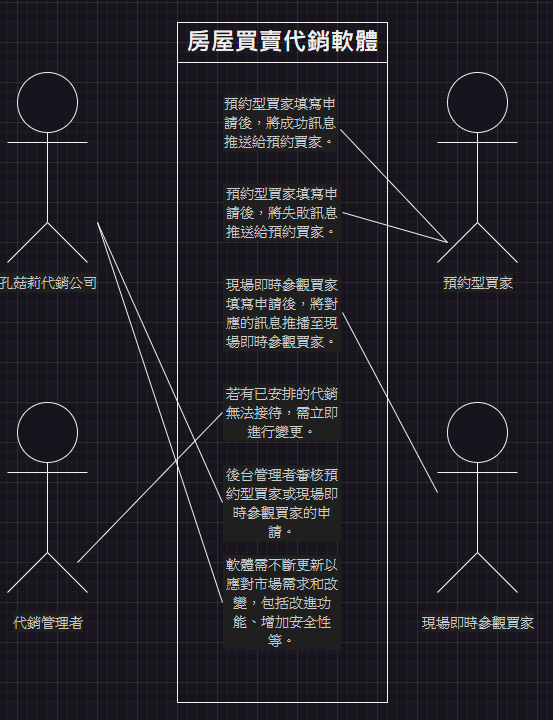 房屋買賣代銷軟體
預約型買家填寫申
請後，將成功訊息
推送給預約買家。
預約型買家填寫申
請後，將失敗訊息
推送給預約買家。
孔菇莉代銷公司
預約型買家
現場即時參觀買家
填寫申請後，將對
應的訊息推播至現
場即時參觀買家。
若有已安排的代銷
無法接待，需立即
進行變更。
後台管理者審核預
約型買家或現場即
時參觀買家的申
請。
軟體需不斷更新以
應對市場需求和改
變，包括改進功
能、增加安全性
等。
代銷管理者
現場即時參觀買家